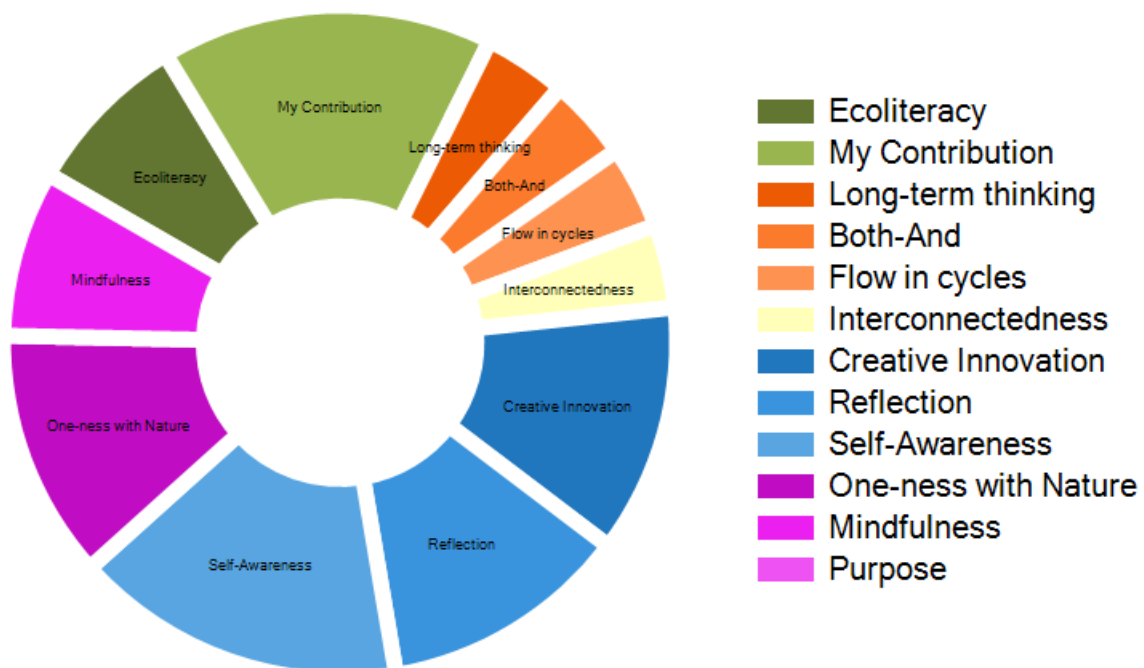 My Contribution
Long-term thinking
Ecoliteracy
Both-And
Flow in cycles
Mindfulness
Interconnectedness
Creative Innovation
One-ness with Nature
Reflection
Self-Awareness
Ecoliteracy
My Contribution
Long-term thinking
Both-And
Flow in cycles
Interconnectedness
Creative Innovation
Reflection
Self-Awareness
One-ness with Nature
Mindfulness
Purpose